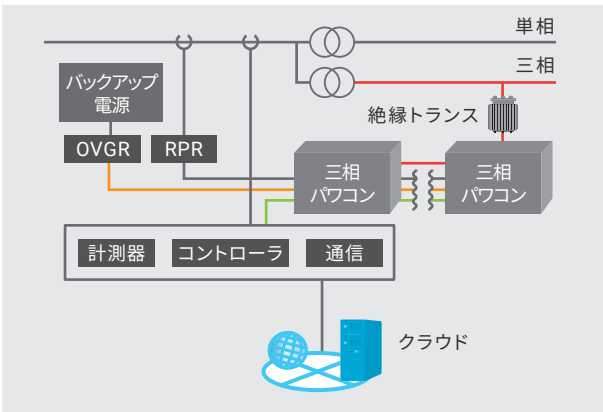 単相
三相
バックアップ
電源
絶縁トランス
OVGR
RPR
三相
パワコン
三相
パワコン
計測器
コントローラ
通信
クラウド